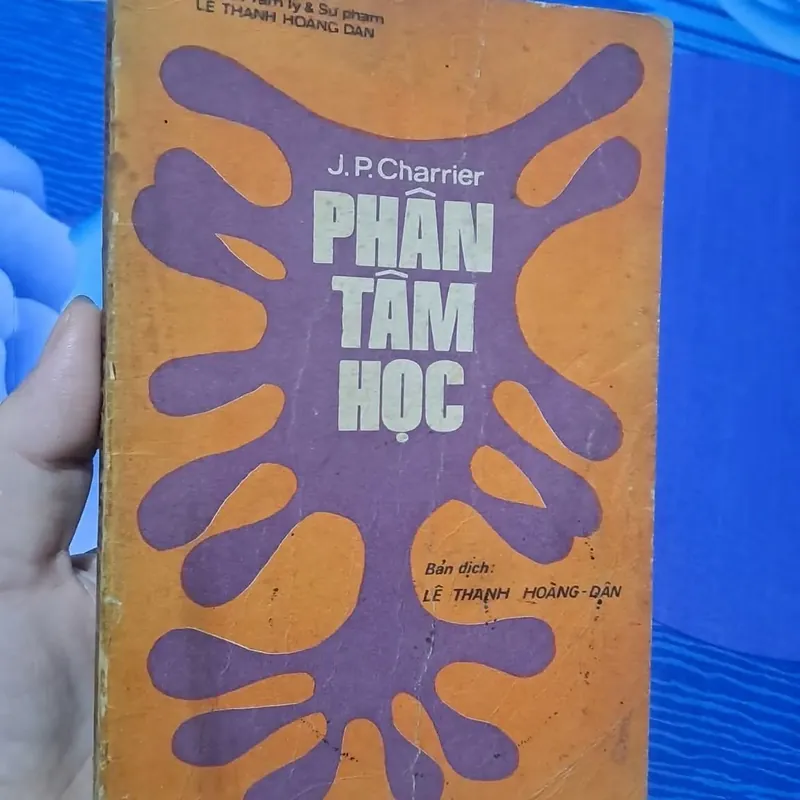 Tâm lý & Sư phạm
LÊ THANH HOÀNG DÂN
J.P. Charrier
PHÂN
TÂM
HỌC
Bản dịch:
LÊ THANH HOÀNG-DÂN